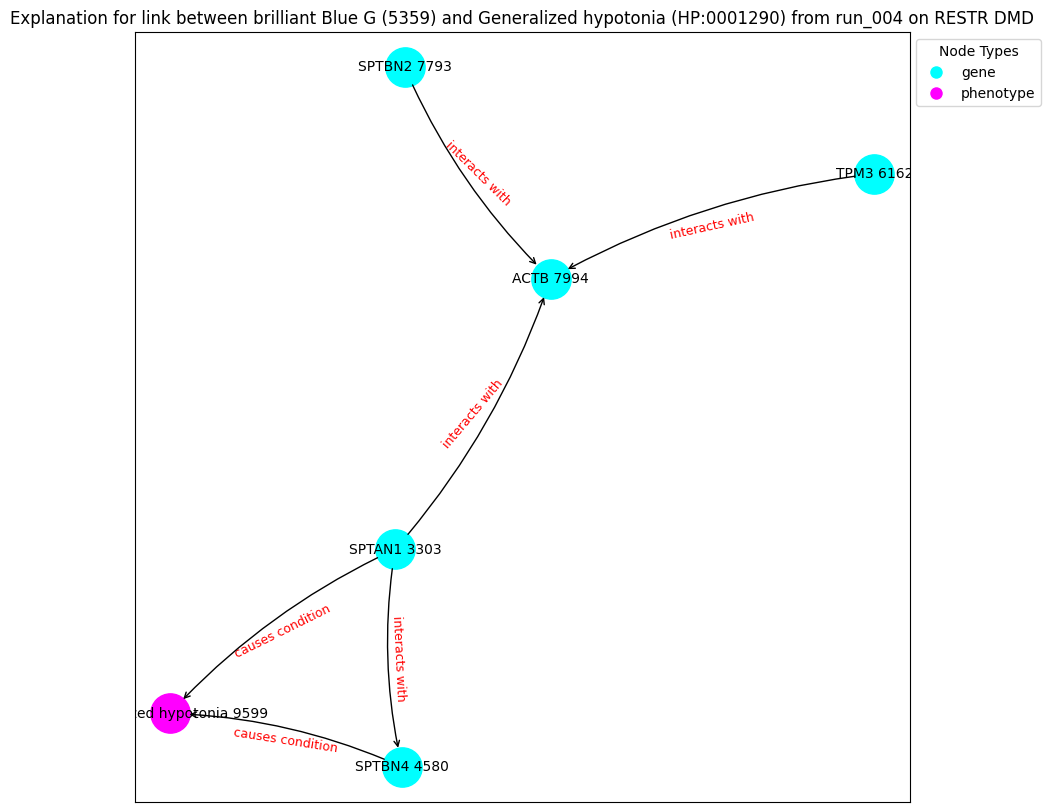 Explanation for link between brilliant Blue G (5359) and Generalized hypotonia (HP:0001290) from run_004 on RESTR DMD
Node Types
gene
phenotype
SPTBN2 7793
interacts with
TPM3 6162
interacts with
ACTB 7994
interacts with
SPTAN1 3303
causes condition
interacts with
ed hypotonia 9599
causes condition
SPTBN4 4580